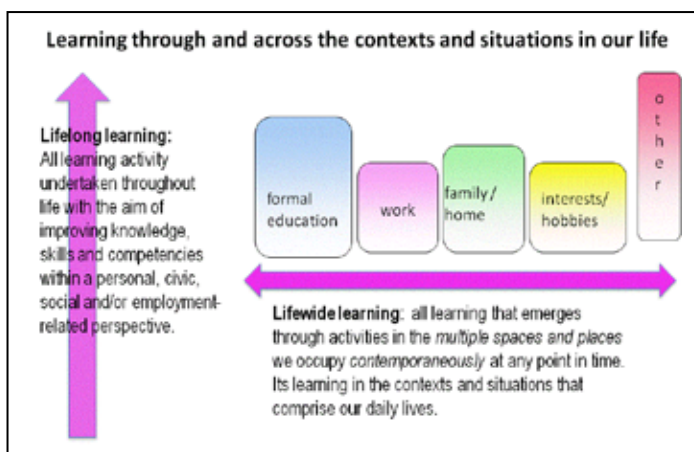 Learning through and across the contexts and situations in our life
Lifelong learning:
All learning activity
undertaken throughout
life with the aim of
improving knowledge,
skills and competencies
within a personal, civic,
social and/or employment-
related perspective.
formal
education
work
family/
home
interests/
hobbies
other
Lifewide learning: all learning that emerges
through activities in the multiple spaces and places
we occupy contemporaneously at any point in time.
Its learning in the contexts and situations that
comprise our daily lives.